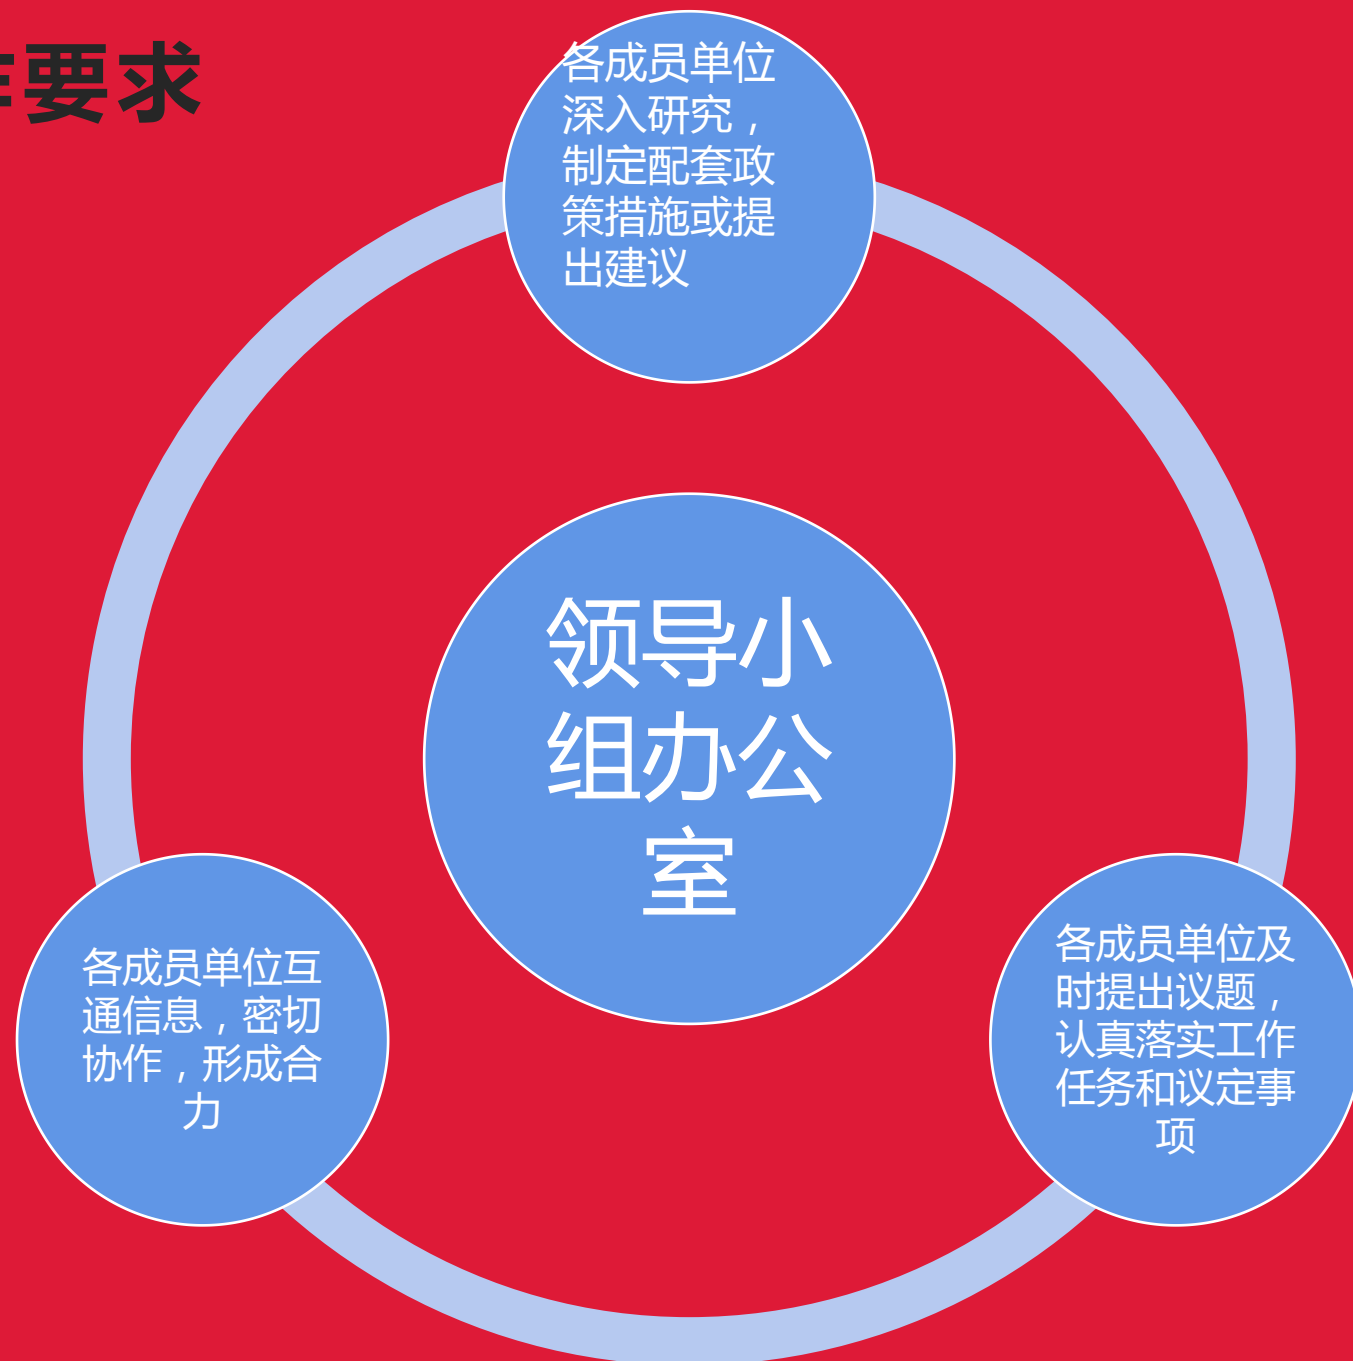 要求
各成员单位
深入研究，
制定配套政
策措施或提
出建议
领导小
组办公
室
各成员单位互
通信息，密切
协作，形成合
力
各成员单位及
时提出议题，
认真落实工作
任务和议定事
项